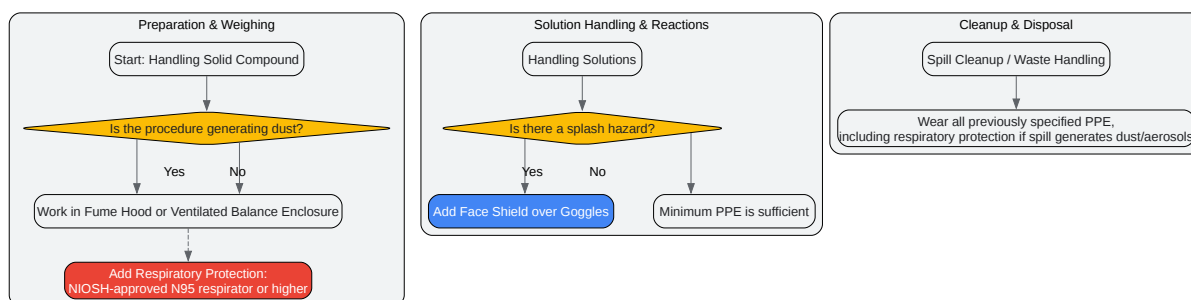 Preparation & Weighing
Start: Handling Solid Compound
Is the procedure generating dust?
Yes
No
Work in Fume Hood or Ventilated Balance Enclosure
Add Respiratory Protection:
NIOSH-approved N95 respirator or higher
Solution Handling & Reactions
Handling Solutions
Is there a splash hazard?
Yes
No
Add Face Shield over Goggles
Minimum PPE is sufficient
Cleanup & Disposal
Spill Cleanup / Waste Handling
Wear all previously specified PPE,
including respiratory protection if spill generates dust/aerosols